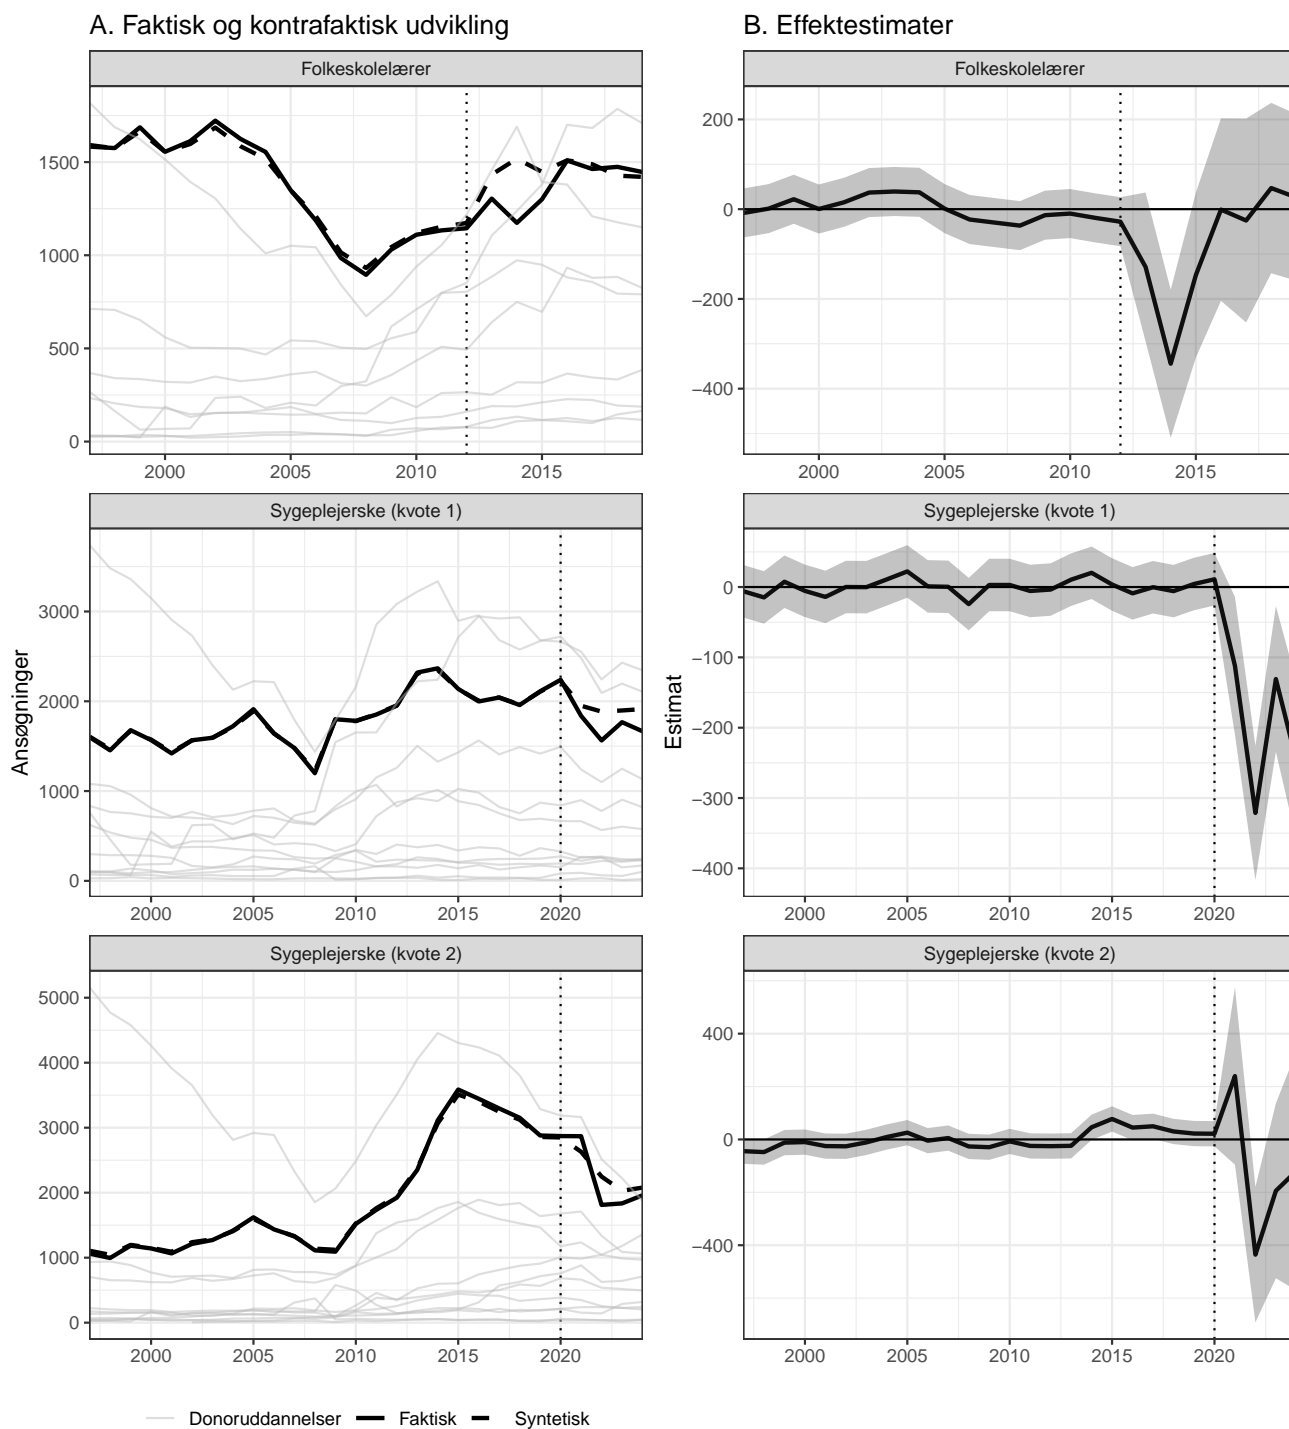 A. Faktisk og kontrafaktisk udvikling
Folkeskolelærer
1500
1000
500
0
2000 2005 2010 2015
Sygeplejerske (kvote 1)
3000
2000
1000
0
2000 2005 2010 2015 2020
Sygeplejerske (kvote 2)
5000
4000
3000
2000
1000
0
2000 2005 2010 2015 2020
Ansøgninger
B. Effektestimater
Folkeskolelærer
200
0
−200
−400
2000 2005 2010 2015
Sygeplejerske (kvote 1)
0
−100
−200
−300
−400
2000 2005 2010 2015 2020
Sygeplejerske (kvote 2)
400
0
−400
2000 2005 2010 2015 2020
Estimat
Donoruddannelser Faktisk Syntetisk